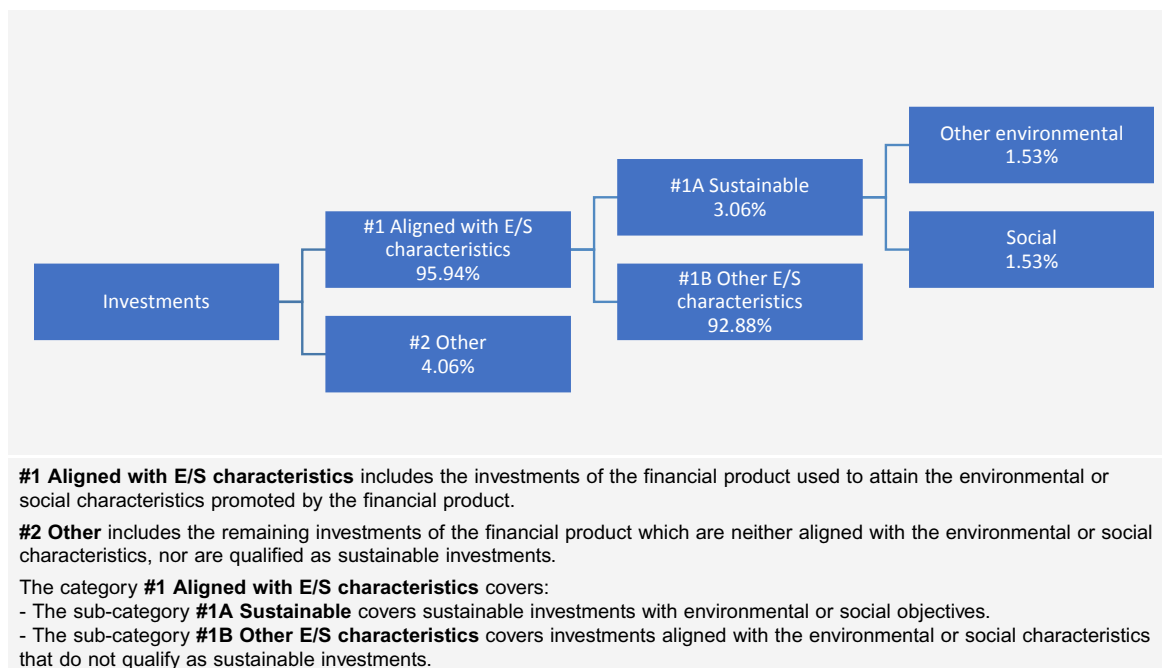 Investments
#1 Aligned with E/S
characteristics
95.94%
#2 Other
4.06%
#1A Sustainable
3.06%
#1B Other E/S
characteristics
92.88%
Other environmental
1.53%
Social
1.53%
#1 Aligned with E/S characteristics includes the investments of the financial product used to attain the environmental or
social characteristics promoted by the financial product.
#2 Other includes the remaining investments of the financial product which are neither aligned with the environmental or social
characteristics, nor are qualified as sustainable investments.
The category #1 Aligned with E/S characteristics covers:
- The sub-category #1A Sustainable covers sustainable investments with environmental or social objectives.
- The sub-category #1B Other E/S characteristics covers investments aligned with the environmental or social characteristics
that do not qualify as sustainable investments.